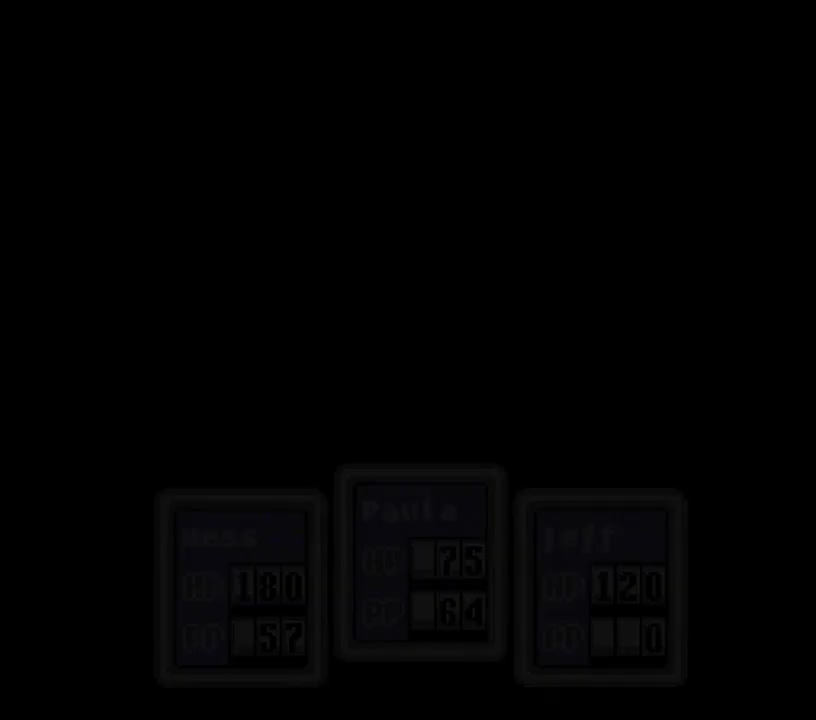 Ness
HP 180
PP 57
Paula
HP 75
PP 64
Jeff
HP 120
PP 0